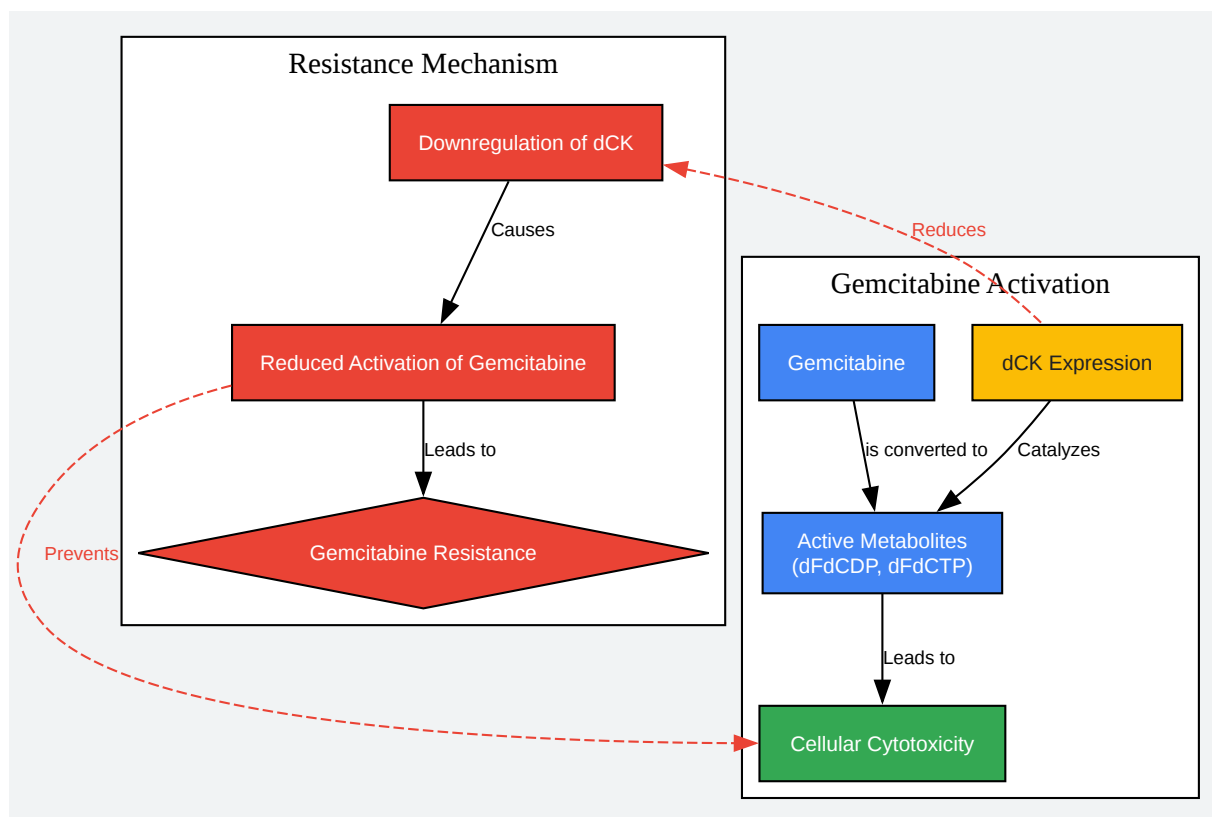 Resistance Mechanism
Downregulation of dCK
Causes
Reduced Activation of Gemcitabine
Leads to
Gemcitabine Resistance
Prevents
Reduces
Gemcitabine Activation
Gemcitabine
dCK Expression
is converted to
Catalyzes
Active Metabolites
(dFdCDP, dFdCTP)
Leads to
Cellular Cytotoxicity